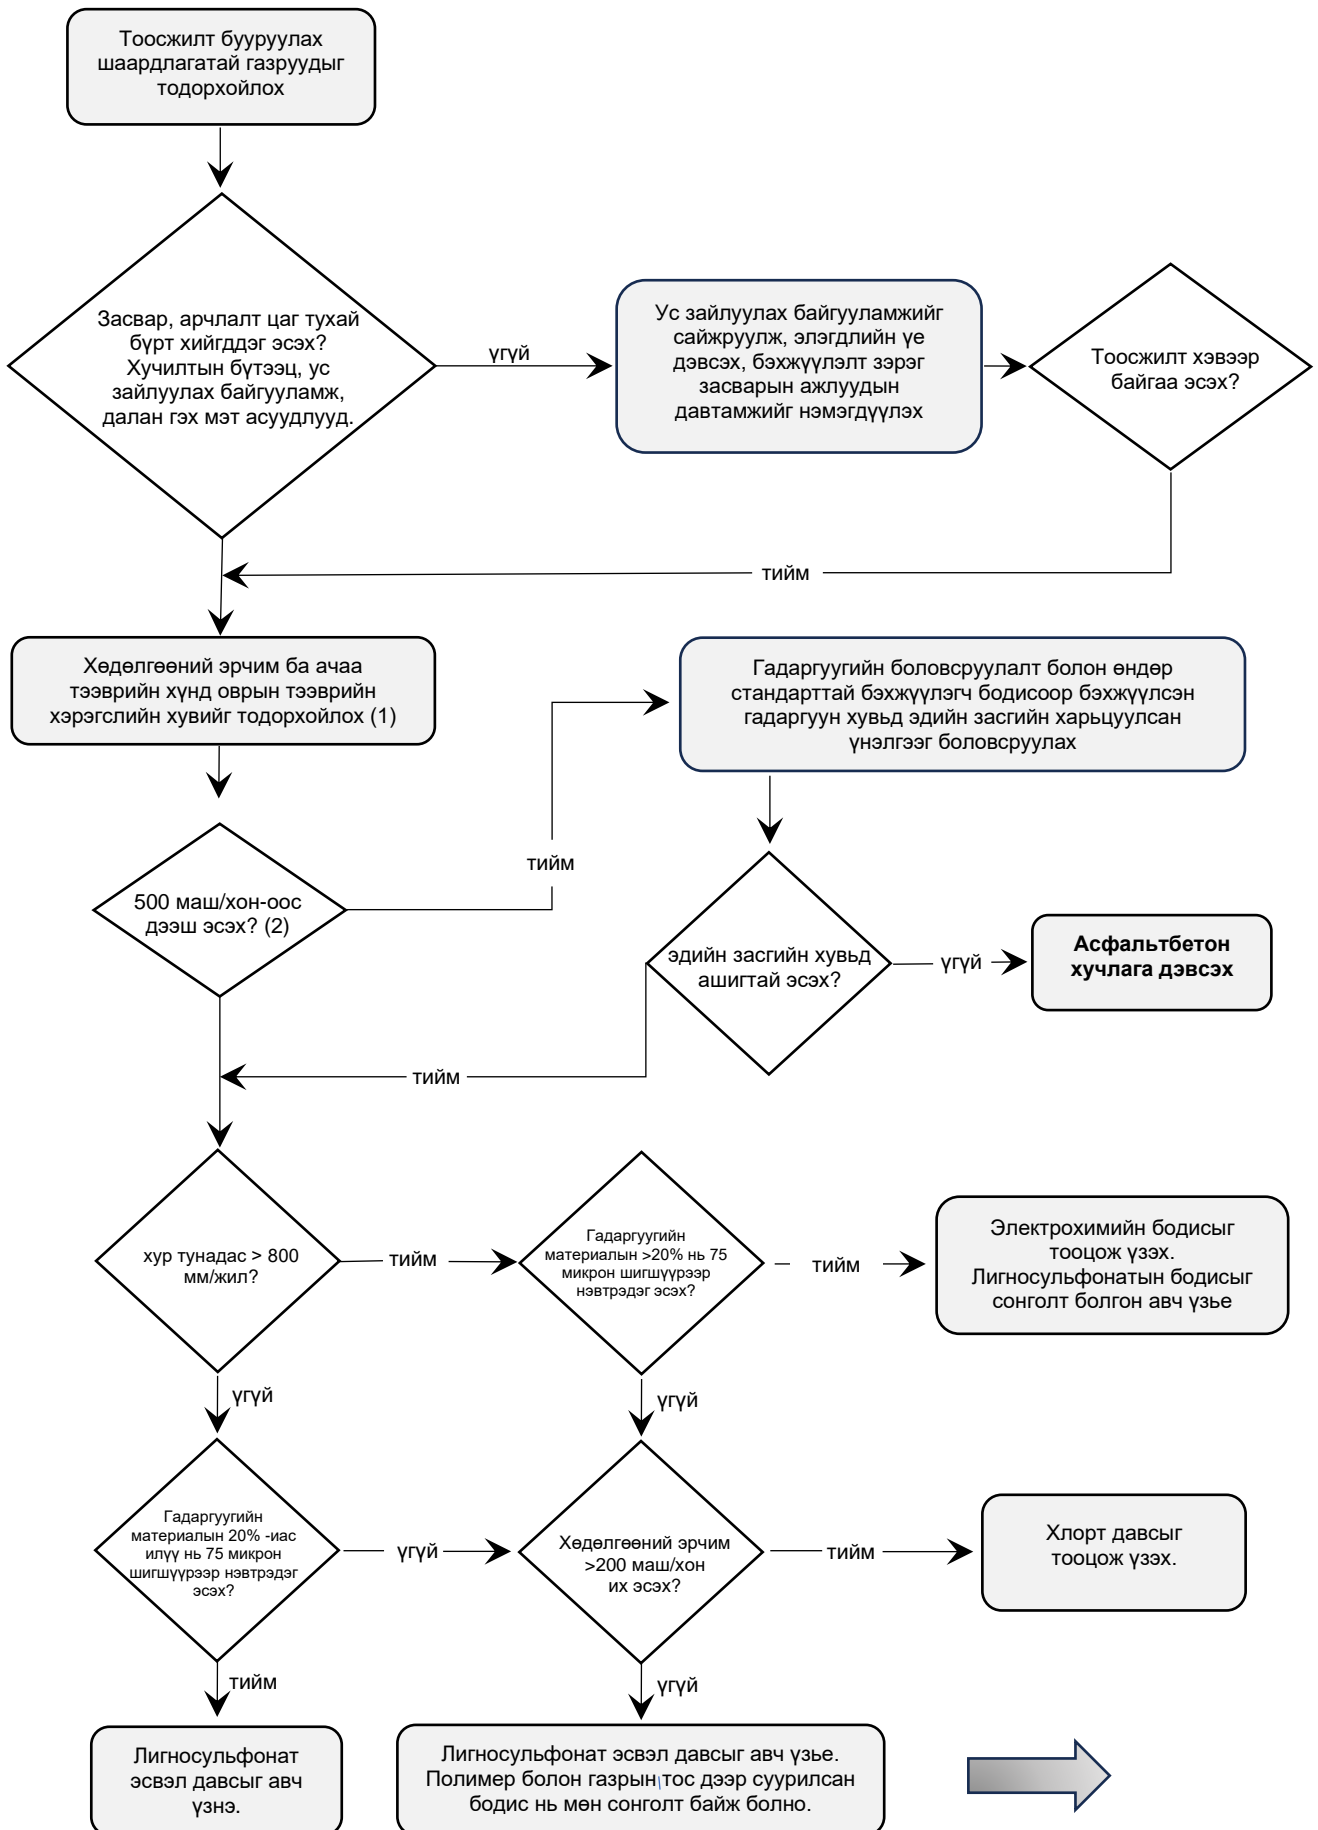 Тоосжилт бууруулах
шаардлагатай газруудыг
тодорхойлох
Засвар, арчлалт цаг тухай
бүрт хийгддэг эсэх?
Хучилтын бүтээц, ус
зайлуулах байгууламж,
далан гэх мэт асуудлууд.
үгүй
Ус зайлуулах байгууламжийг
сайжруулж, элэгдлийн үе
дэвсэх, бэхжүүлэлт зэрэг
засварын ажлуудын
давтамжийг нэмэгдүүлэх
Тоосжилт хэвээр
байгаа эсэх?
тийм
Хөдөлгөөний эрчим ба ачаа
тээврийн хүнд оврын тээврийн
хэрэгслийн хувийг тодорхойлох (1)
Гадаргуугийн боловсруулалт болон өндөр
стандарттай бэхжүүлэгч бодисоор бэхжүүлсэн
гадаргуун хувьд эдийн засгийн харьцуулсан
үнэлгээг боловсруулах
тийм
500 маш/хон-оос
дээш эсэх? (2)
эдийн засгийн хувьд
ашигтай эсэх?
үгүй
Асфальтбетон
хучлага дэвсэх
тийм
хур тунадас > 800
мм/жил?
тийм
Гадаргуугийн
материалын >20% нь 75
микрон шигшүүрээр
нэвтрэдэг эсэх?
тийм
Электрохимийн бодисыг
тооцож үзэх.
Лигносульфонатын бодисыг
сонголт болгон авч үзье
үгүй
үгүй
Гадаргуугийн
материалын 20% -иас
илүү нь 75 микрон
шигшүүрээр нэвтрэдэг
эсэх?
үгүй
Хөдөлгөөний эрчим
>200 маш/хон
их эсэх?
тийм
Хлорт давсыг
тооцож үзэх.
тийм
үгүй
Лигносульфонат
эсвэл давсыг авч
үзнэ.
Лигносульфонат эсвэл давсыг авч үзье.
Полимер болон газрын\тос дээр суурилсан
бодис нь мөн сонголт байж болно.